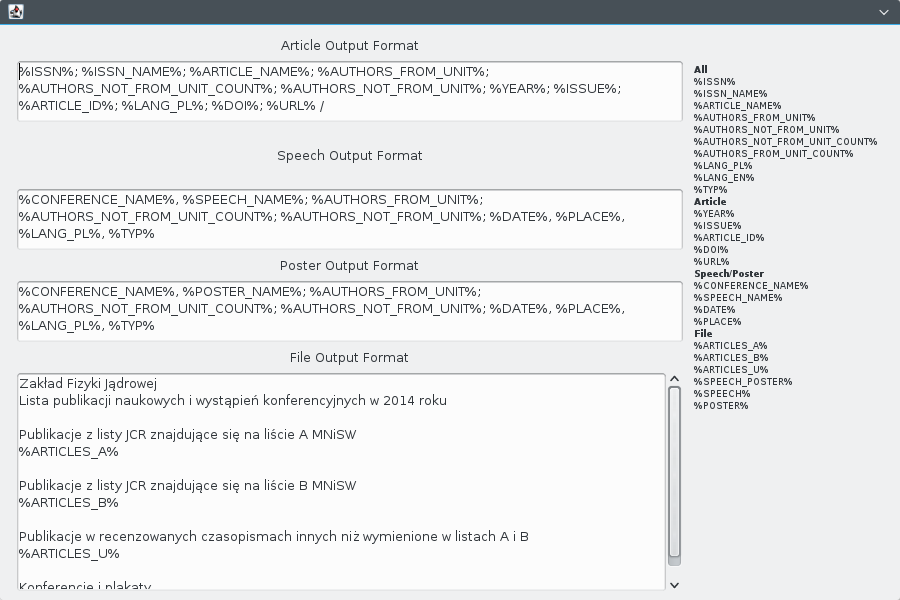 Article Output Format
%ISSN%; %ISSN_NAME%; %ARTICLE_NAME%; %AUTHORS_FROM_UNIT%;
%AUTHORS_NOT_FROM_UNIT_COUNT%; %AUTHORS_NOT_FROM_UNIT%; %YEAR%; %ISSUE%;
%ARTICLE_ID%; %LANG_PL%; %DOI%; %URL% /
Speech Output Format
%CONFERENCE_NAME%, %SPEECH_NAME%; %AUTHORS_FROM_UNIT%;
%AUTHORS_NOT_FROM_UNIT_COUNT%; %AUTHORS_NOT_FROM_UNIT%; %DATE%, %PLACE%,
%LANG_PL%, %TYP%
Poster Output Format
%CONFERENCE_NAME%, %POSTER_NAME%; %AUTHORS_FROM_UNIT%;
%AUTHORS_NOT_FROM_UNIT_COUNT%; %AUTHORS_NOT_FROM_UNIT%; %DATE%, %PLACE%,
%LANG_PL%, %TYP%
File Output Format
Zakład Fizyki Jądrowej
Lista publikacji naukowych i wystąpień konferencyjnych w 2014 roku
Publikacje z listy JCR znajdujące się na liście A MNiSW
%ARTICLES_A%
Publikacje z listy JCR znajdujące się na liście B MNiSW
%ARTICLES_B%
Publikacje w recenzowanych czasopismach innych niż wymienione w listach A i B
%ARTICLES_U%
Konferencje i plakaty
All
%ISSN%
%ISSN_NAME%
%ARTICLE_NAME%
%AUTHORS_FROM_UNIT%
%AUTHORS_NOT_FROM_UNIT%
%AUTHORS_NOT_FROM_UNIT_COUNT%
%AUTHORS_FROM_UNIT_COUNT%
%LANG_PL%
%LANG_EN%
%TYP%
Article
%YEAR%
%ISSUE%
%ARTICLE_ID%
%DOI%
%URL%
Speech/Poster
%CONFERENCE_NAME%
%SPEECH_NAME%
%DATE%
%PLACE%
File
%ARTICLES_A%
%ARTICLES_B%
%ARTICLES_U%
%SPEECH_POSTER%
%SPEECH%
%POSTER%